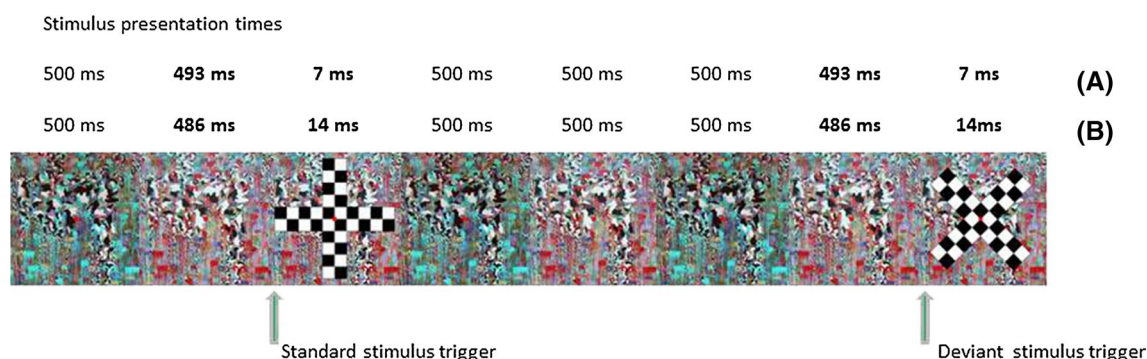 Stimulus presentation times
500 ms 493 ms 7 ms 500 ms 500 ms 500 ms 493 ms 7 ms (A)
500 ms 486 ms 14 ms 500 ms 500 ms 500 ms 486 ms 14ms (B)
Standard stimulus trigger Deviant stimulus trigger